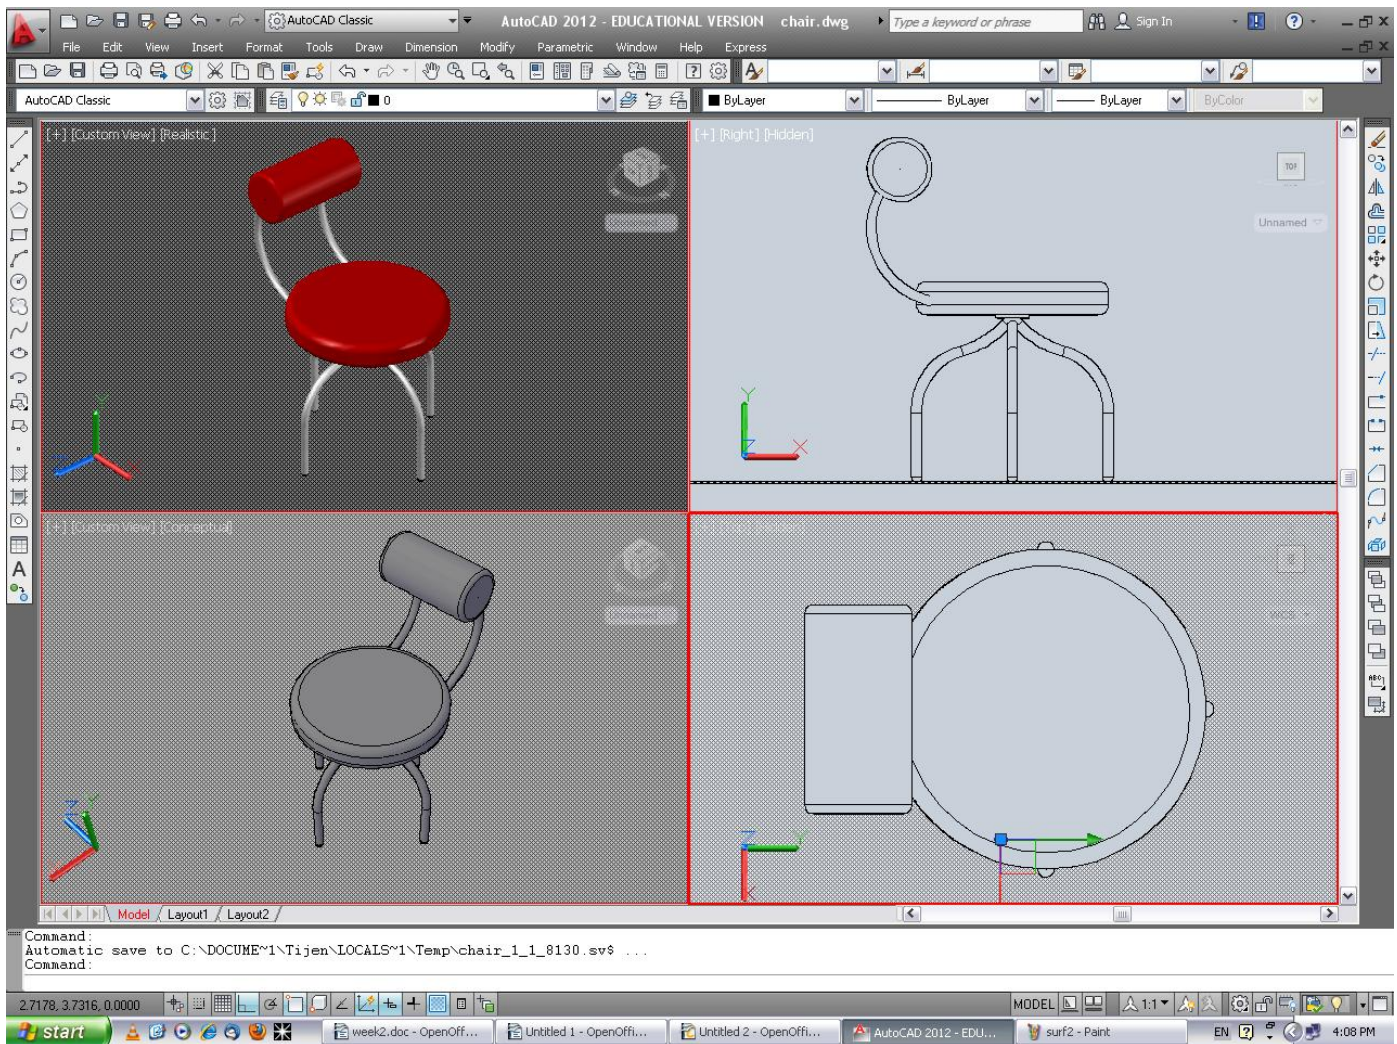 AutoCAD Classic
AutoCAD 2012 - EDUCATIONAL VERSION chair.dwg
Type a keyword or phrase
Sign In
File Edit View Insert Format Tools Draw Dimension Modify Parametric Window Help Express
AutoCAD Classic
0
ByLayer
ByLayer
ByLayer
ByColor
[+] [Custom View] [Realistic]
[+] [Right] [Hidden]
TOP
Unnamed
Y
X
Z
Y
X
[+] [Custom View] [Conceptual]
WCS
Z
Y
Z
Y
X
Model Layout1 Layout2
Command:
Automatic save to C:\DOCUME~1\Tijen\LOCALS~1\Temp\chair_1_1_8130.sv$ ...
Command:
2.7178, 3.7316, 0.0000
MODEL
1:1
start
week2.doc - OpenOff...
Untitled 1 - OpenOffi...
Untitled 2 - OpenOffi...
AutoCAD 2012 - EDU...
surf2 - Paint
EN
4:08 PM